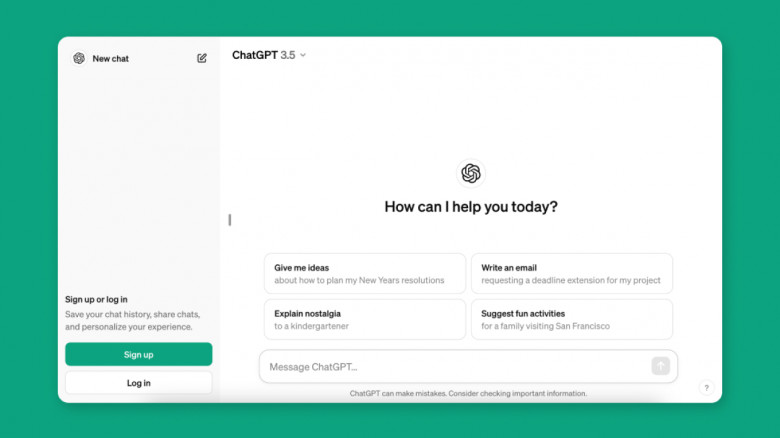 New chat
ChatGPT 3.5
How can I help you today?
Give me ideas
about how to plan my New Years resolutions
Write an email
requesting a deadline extension for my project
Explain nostalgia
to a kindergartener
Suggest fun activities
for a family visiting San Francisco
Sign up or log in
Save your chat history, share chats,
and personalize your experience.
Sign up
Log in
Message ChatGPT...
ChatGPT can make mistakes. Consider checking important information.
?